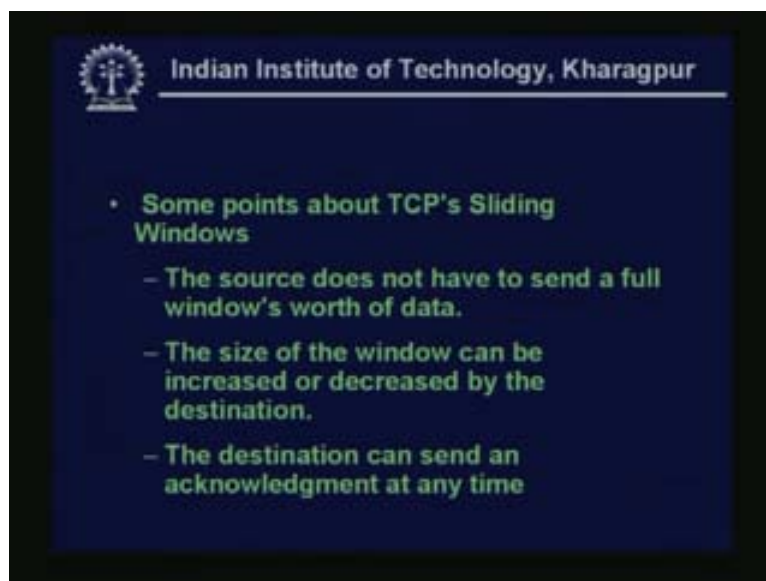 Indian Institute of Technology, Kharagpur
• Some points about TCP's Sliding
Windows
– The source does not have to send a full
window's worth of data.
– The size of the window can be
increased or decreased by the
destination.
– The destination can send an
acknowledgment at any time